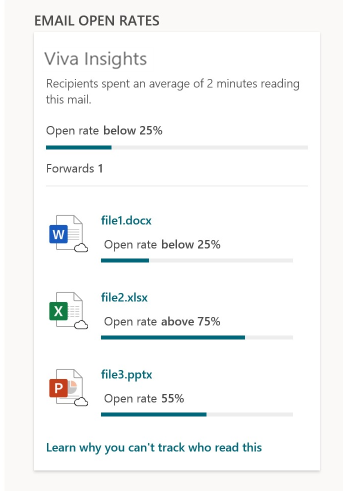 EMAIL OPEN RATES
Viva Insights
Recipients spent an average of 2 minutes reading
this mail.
Open rate below 25%
Forwards 1
W
file1.docx
Open rate below 25%
X
file2.xlsx
Open rate above 75%
P
file3.pptx
Open rate 55%
Learn why you can't track who read this